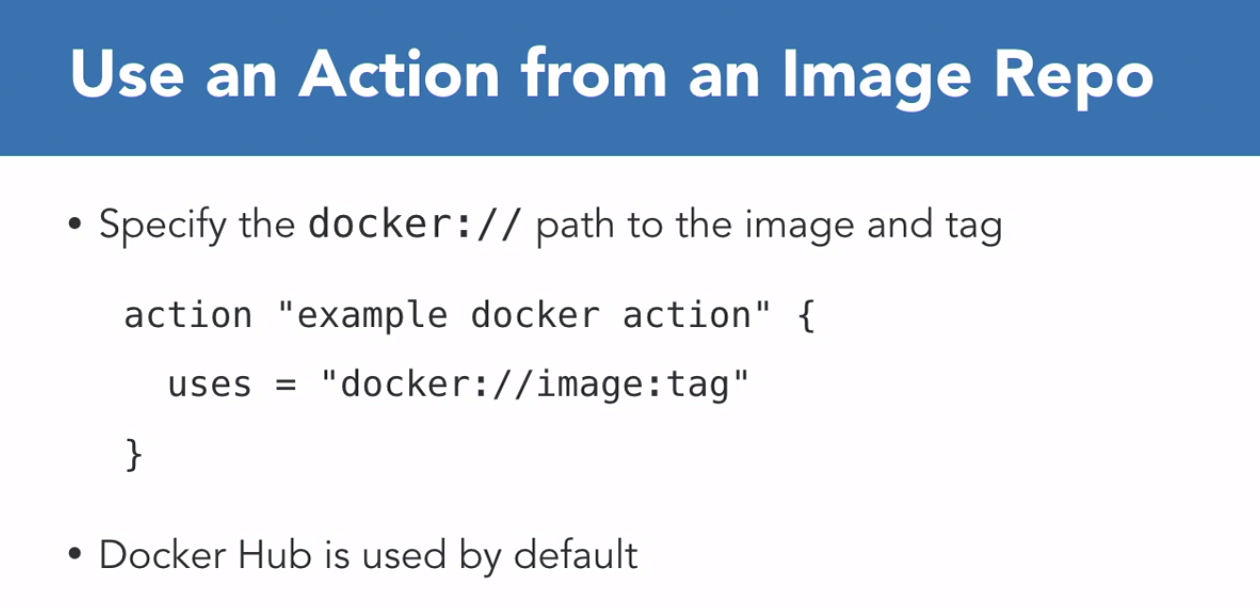 Use an Action from an Image Repo
• Specify the docker:// path to the image and tag
action "example docker action" {
  uses = "docker://image:tag"
}
• Docker Hub is used by default